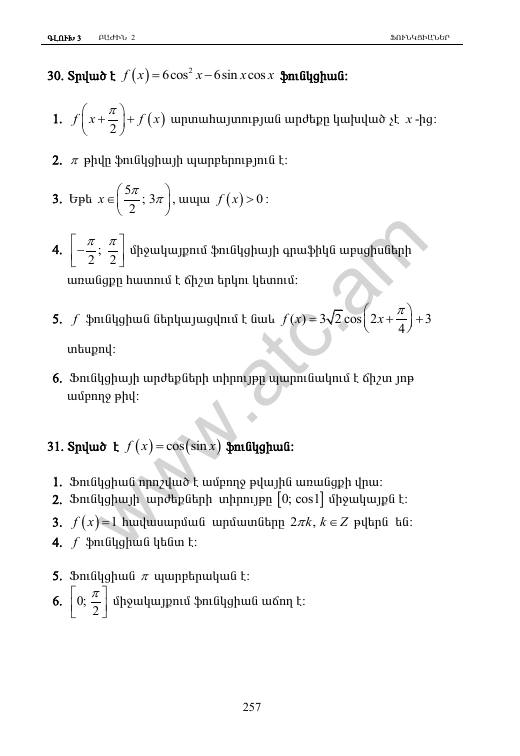 ԳԼՈՒԽ 3 ԲԱԺԻՆ 2 ՖՈՒՆԿՑԻԱՆԵՐ
30. Տրված է f(x)=6cos² x−6sin x cos x ֆունկցիան:
1. f(x+π/2)+f(x) արտահայտության արժեքը կախված չէ x-ից:
2. π թիվը ֆունկցիայի պարբերություն է:
3. Եթե x∈(5π/2; 3π), ապա f(x)>0:
4. [−π/2; π/2] միջակայքում ֆունկցիայի գրաֆիկն աբսցիսների
առանցքը հատում է ճիշտ երկու կետում:
5. f ֆունկցիան ներկայացվում է նաև f(x)=3√2cos(2x+π/4)+3
տեսքով:
6. Ֆունկցիայի արժեքների տիրույթը պարունակում է ճիշտ յոթ
ամբողջ թիվ:
31. Տրված է f(x)=cos(sin x) ֆունկցիան:
1. Ֆունկցիան որոշված է ամբողջ թվային առանցքի վրա:
2. Ֆունկցիայի արժեքների տիրույթը [0; cos1] միջակայքն է:
3. f(x)=1 հավասարման արմատները 2πk, k∈Z թվերն են:
4. f ֆունկցիան կենտ է:
5. Ֆունկցիան π պարբերական է:
6. [0; π/2] միջակայքում ֆունկցիան աճող է:
257
www.atc.am